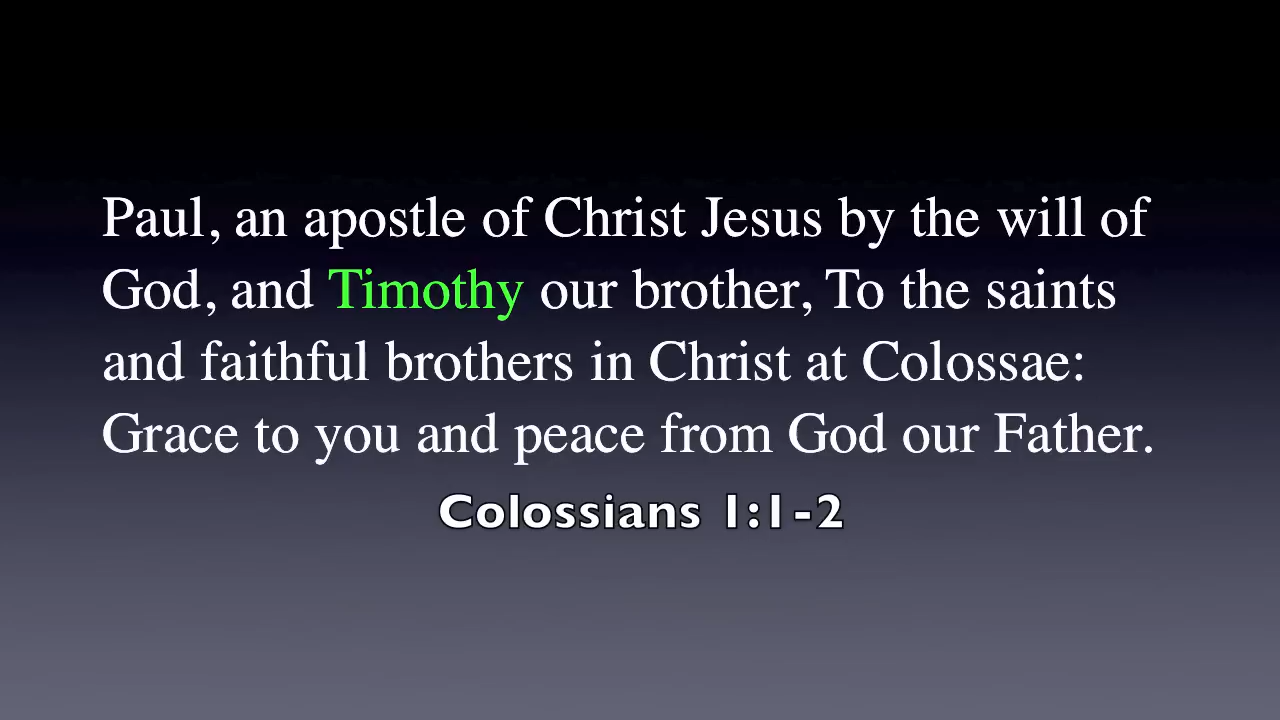 Paul, an apostle of Christ Jesus by the will of
God, and Timothy our brother, To the saints
and faithful brothers in Christ at Colossae:
Grace to you and peace from God our Father.
Colossians 1:1-2